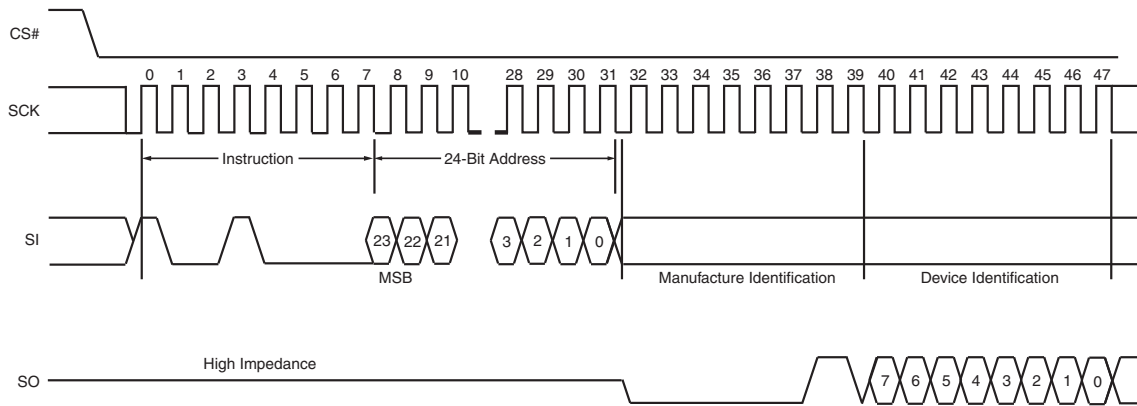 CS#
0 1 2 3 4 5 6 7 8 9 10 28 29 30 31 32 33 34 35 36 37 38 39 40 41 42 43 44 45 46 47
SCK
Instruction 24-Bit Address
SI 23 22 21 3 2 1 0
MSB Manufacture Identification Device Identification
High Impedance
SO 7 6 5 4 3 2 1 0